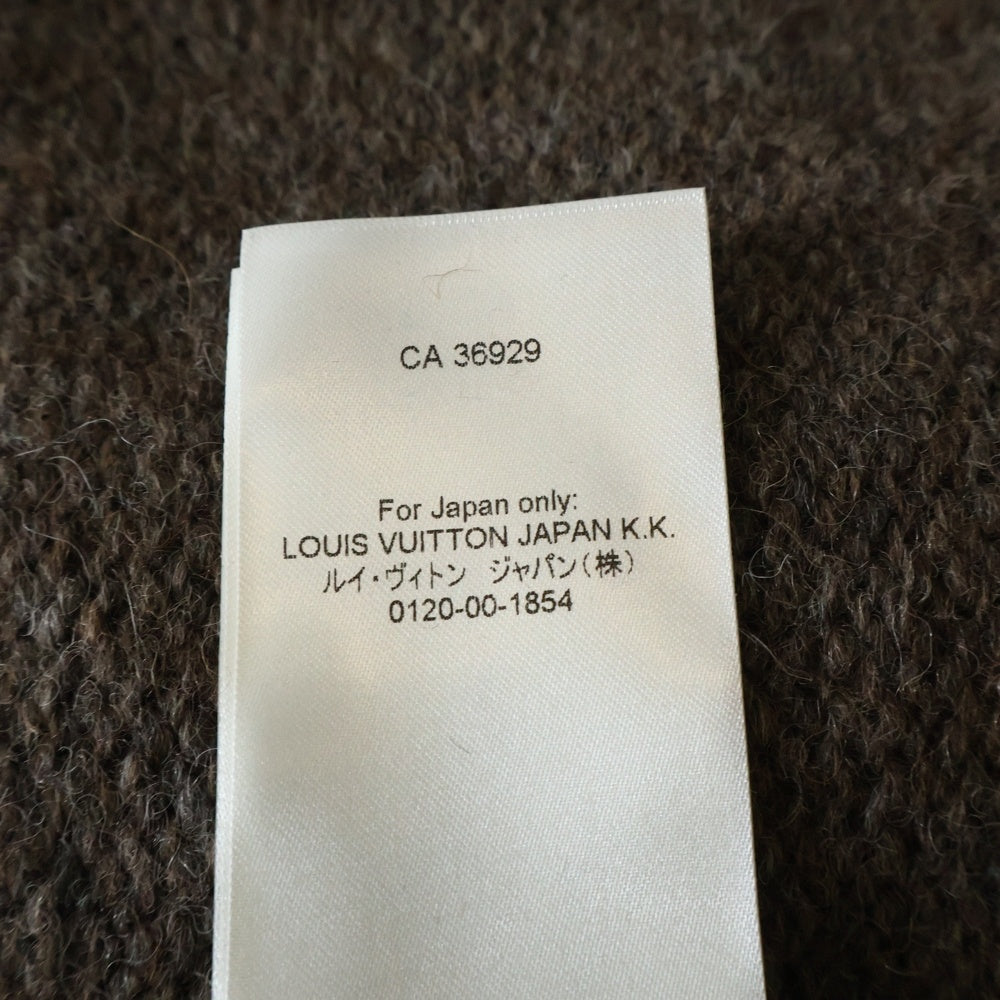 CA 36929
For Japan only:
LOUIS VUITTON JAPAN K.K.
ルイ・ヴィトン ジャパン(株)
0120-00-1854